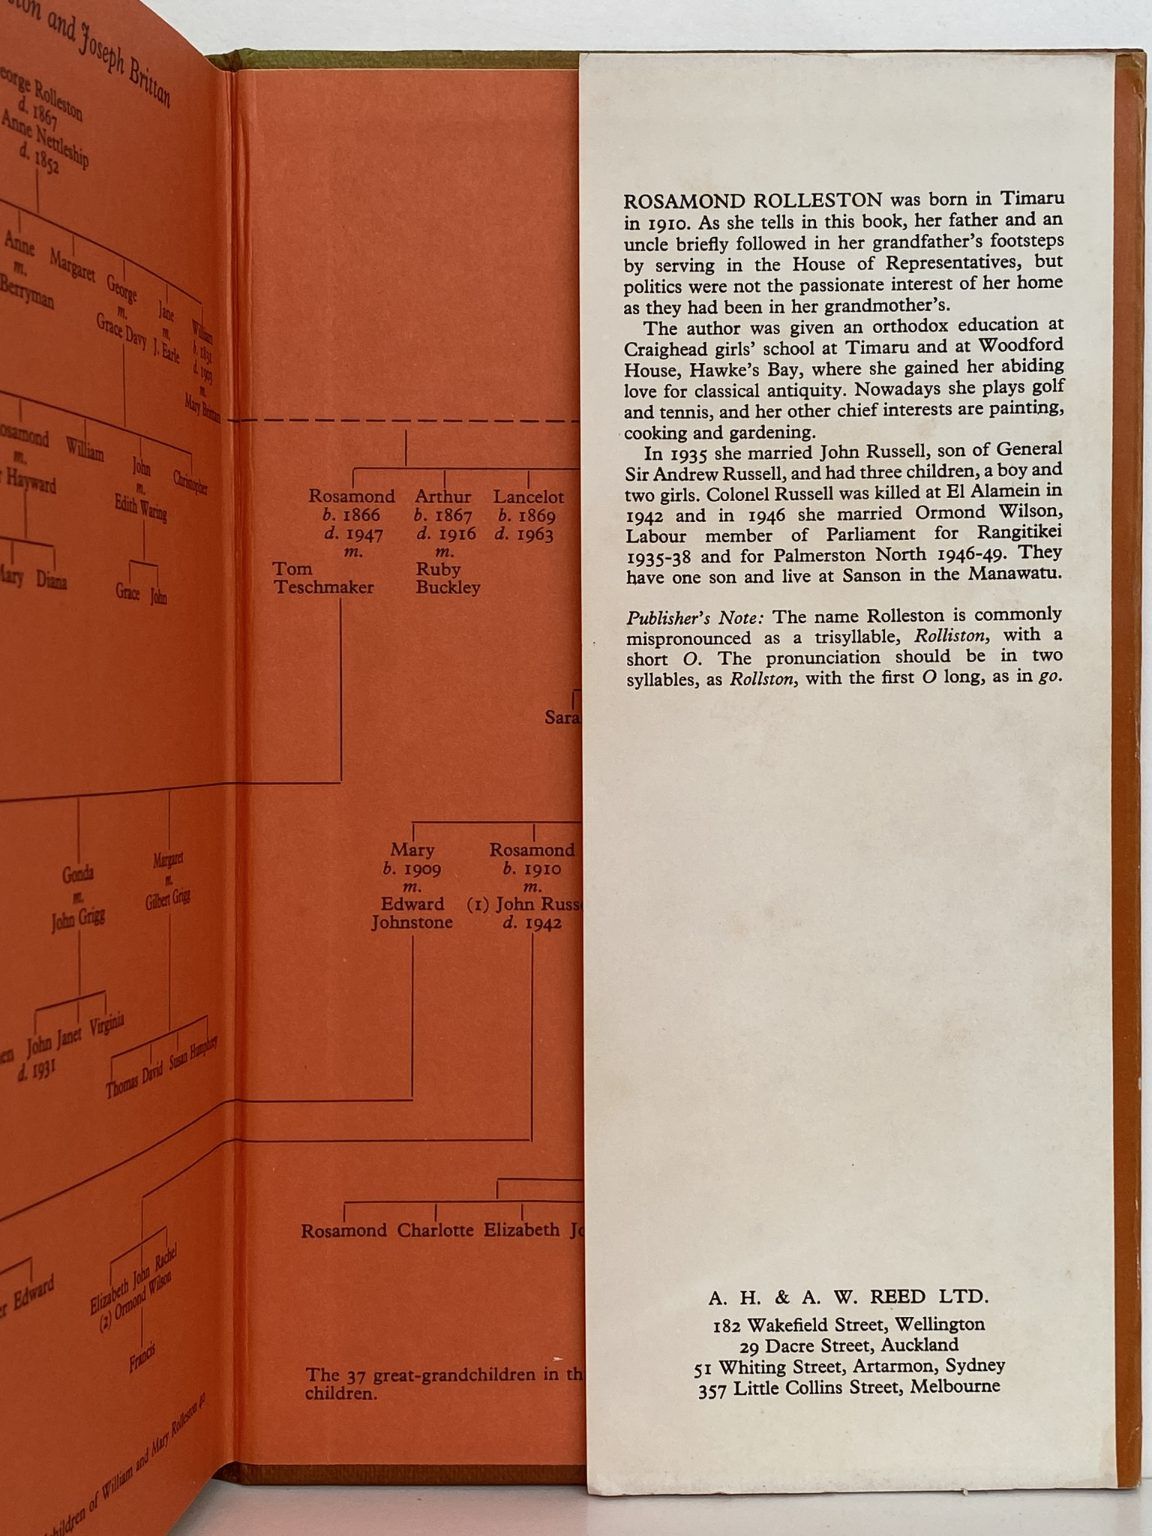 and Joseph Brittan
George Rolleston
d. 1867
Anne Nettleship
d. 1852
Anne
m.
Berryman
Margaret
George
m.
Grace Davy
Jane
m.
J. Earle
William
b. 1831
d. 1903
m.
Mary Brittan
Rosamond
m.
Hayward
William
John
m.
Edith Waring
Christopher
Mary Diana
Grace John
Gonda
m.
John Grigg
Margaret
m.
Gilbert Grigg
John Janet Virginia
d. 1931
Thomas David Susan Humphrey
Edward
Elizabeth John Rachel
(2) Ormond Wilson
Francis
children of William and Mary Rolleston
Rosamond
b. 1866
d. 1947
m.
Tom
Teschmaker
Arthur
b. 1867
d. 1916
m.
Ruby
Buckley
Lancelot
b. 1869
d. 1963
Sara
Mary
b. 1909
m.
Edward
Johnstone
Rosamond
b. 1910
m.
(1) John Russ
d. 1942
Rosamond Charlotte Elizabeth Jo
The 37 great-grandchildren in th
children.
ROSAMOND ROLLESTON was born in Timaru
in 1910. As she tells in this book, her father and an
uncle briefly followed in her grandfather's footsteps
by serving in the House of Representatives, but
politics were not the passionate interest of her home
as they had been in her grandmother's.
The author was given an orthodox education at
Craighead girls' school at Timaru and at Woodford
House, Hawke's Bay, where she gained her abiding
love for classical antiquity. Nowadays she plays golf
and tennis, and her other chief interests are painting,
cooking and gardening.
In 1935 she married John Russell, son of General
Sir Andrew Russell, and had three children, a boy and
two girls. Colonel Russell was killed at El Alamein in
1942 and in 1946 she married Ormond Wilson,
Labour member of Parliament for Rangitikei
1935-38 and for Palmerston North 1946-49. They
have one son and live at Sanson in the Manawatu.
Publisher's Note: The name Rolleston is commonly
mispronounced as a trisyllable, Rolliston, with a
short O. The pronunciation should be in two
syllables, as Rollston, with the first O long, as in go.
A. H. & A. W. REED LTD.
182 Wakefield Street, Wellington
29 Dacre Street, Auckland
51 Whiting Street, Artarmon, Sydney
357 Little Collins Street, Melbourne